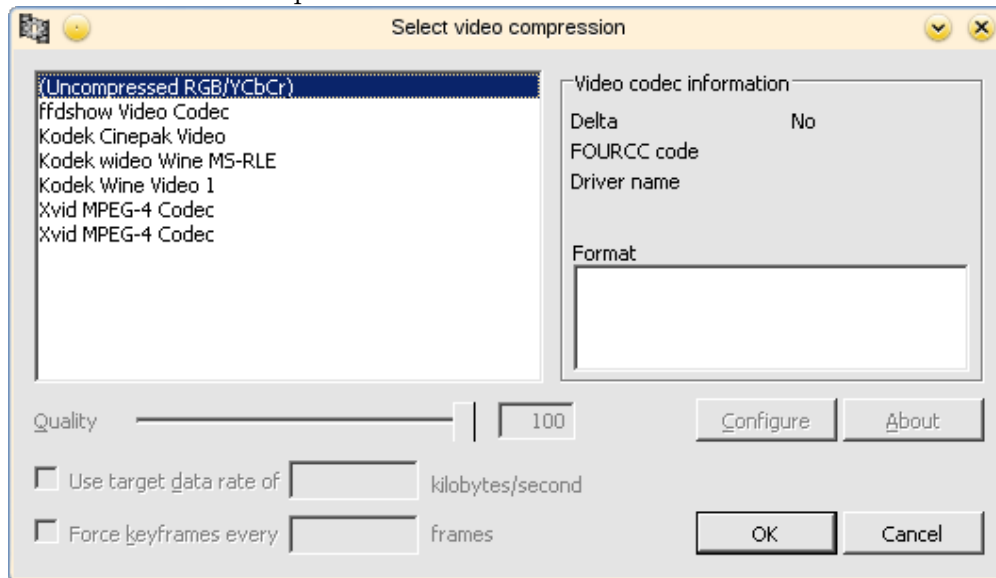 Select video compression
(Uncompressed RGB/YCbCr)
ffdshow Video Codec
Kodek Cinepak Video
Kodek wideo Wine MS-RLE
Kodek Wine Video 1
Xvid MPEG-4 Codec
Xvid MPEG-4 Codec
Video codec information
Delta No
FOURCC code
Driver name
Format
Quality 100
Configure About
Use target data rate of kilobytes/second
Force keyframes every frames
OK Cancel